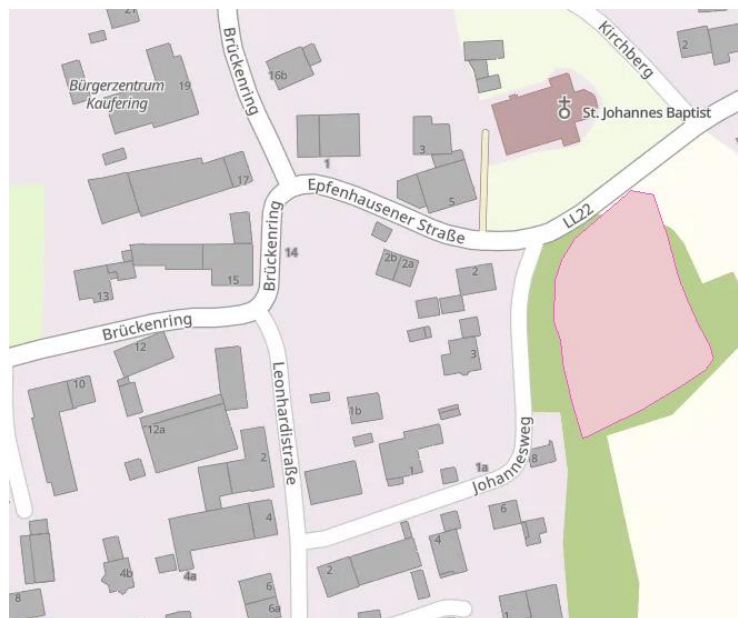 21
Brückenring
Kirchberg
2
16b
Bürgerzentrum
Kaufering
19
St. Johannes Baptist
1
3
17
Epfenhausener Straße
5
LL22
Brückenring
14
2b
2a
2
15
13
Brückenring
12
3
10
Leonhardistraße
1b
12a
1
1a
8
2
Johannesweg
6
4
4
2
4b
4a
6
8
6a
1